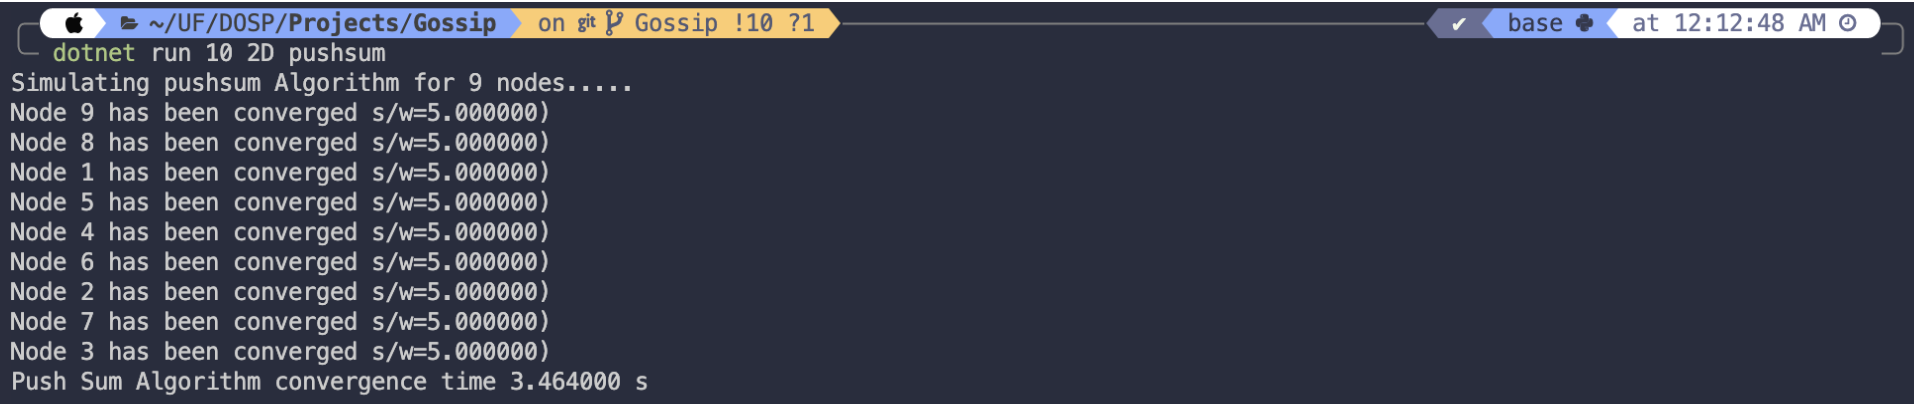 ~/UF/DOSP/Projects/Gossip on git Gossip !10 ?1 ✔ base at 12:12:48 AM
dotnet run 10 2D pushsum
Simulating pushsum Algorithm for 9 nodes.....
Node 9 has been converged s/w=5.000000)
Node 8 has been converged s/w=5.000000)
Node 1 has been converged s/w=5.000000)
Node 5 has been converged s/w=5.000000)
Node 4 has been converged s/w=5.000000)
Node 6 has been converged s/w=5.000000)
Node 2 has been converged s/w=5.000000)
Node 7 has been converged s/w=5.000000)
Node 3 has been converged s/w=5.000000)
Push Sum Algorithm convergence time 3.464000 s